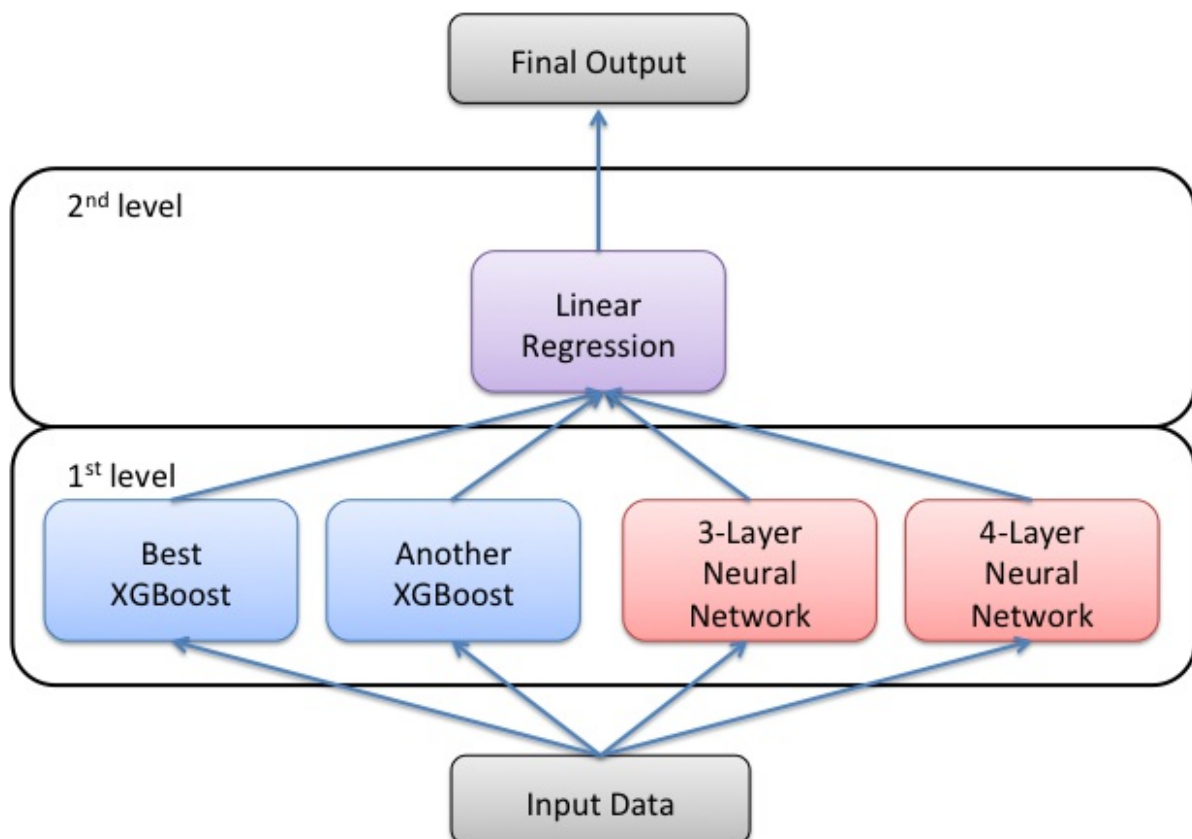 Final Output
2nd level
Linear
Regression
1st level
Best
XGBoost
Another
XGBoost
3-Layer
Neural
Network
4-Layer
Neural
Network
Input Data